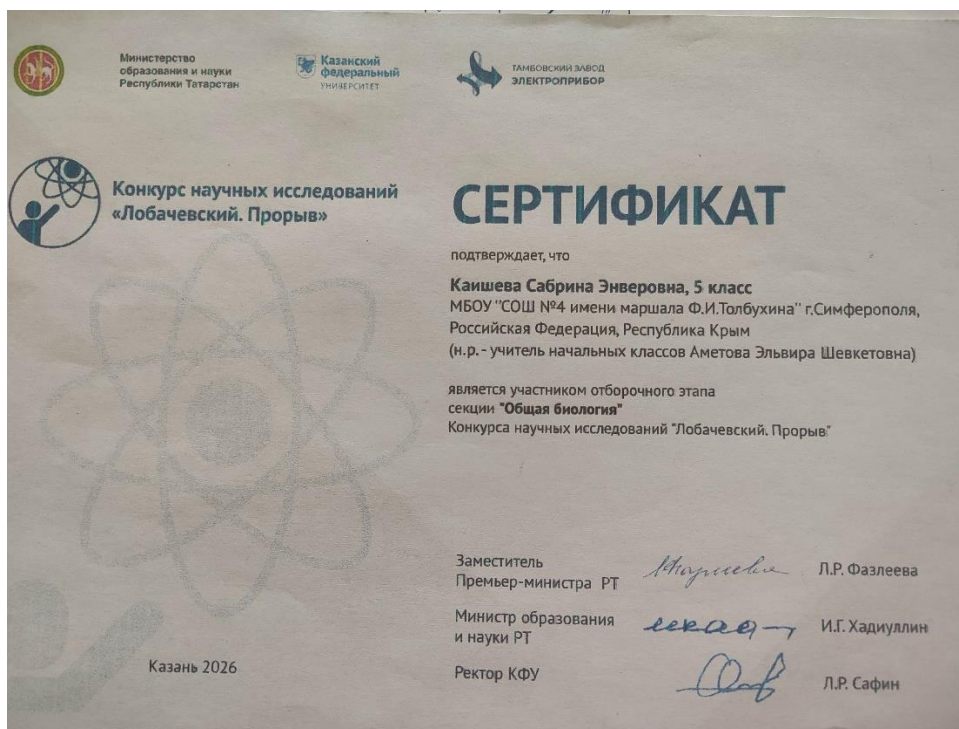 Министерство
образования и науки
Республики Татарстан
Казанский
федеральный
УНИВЕРСИТЕТ
ТАМБОВСКИЙ ЗАВОД
ЭЛЕКТРОПРИБОР
Конкурс научных исследований
«Лобачевский. Прорыв»
СЕРТИФИКАТ
подтверждает, что
Каишева Сабрина Энверовна, 5 класс
МБОУ "СОШ №4 имени маршала Ф.И.Толбухина" г.Симферополя,
Российская Федерация, Республика Крым
(н.р. - учитель начальных классов Аметова Эльвира Шевкетовна)
является участником отборочного этапа
секции "Общая биология"
Конкурса научных исследований "Лобачевский. Прорыв"
Заместитель
Премьер-министра РТ
Л.Р. Фазлеева
Министр образования
и науки РТ
И.Г. Хадиуллин
Ректор КФУ
Л.Р. Сафин
Казань 2026